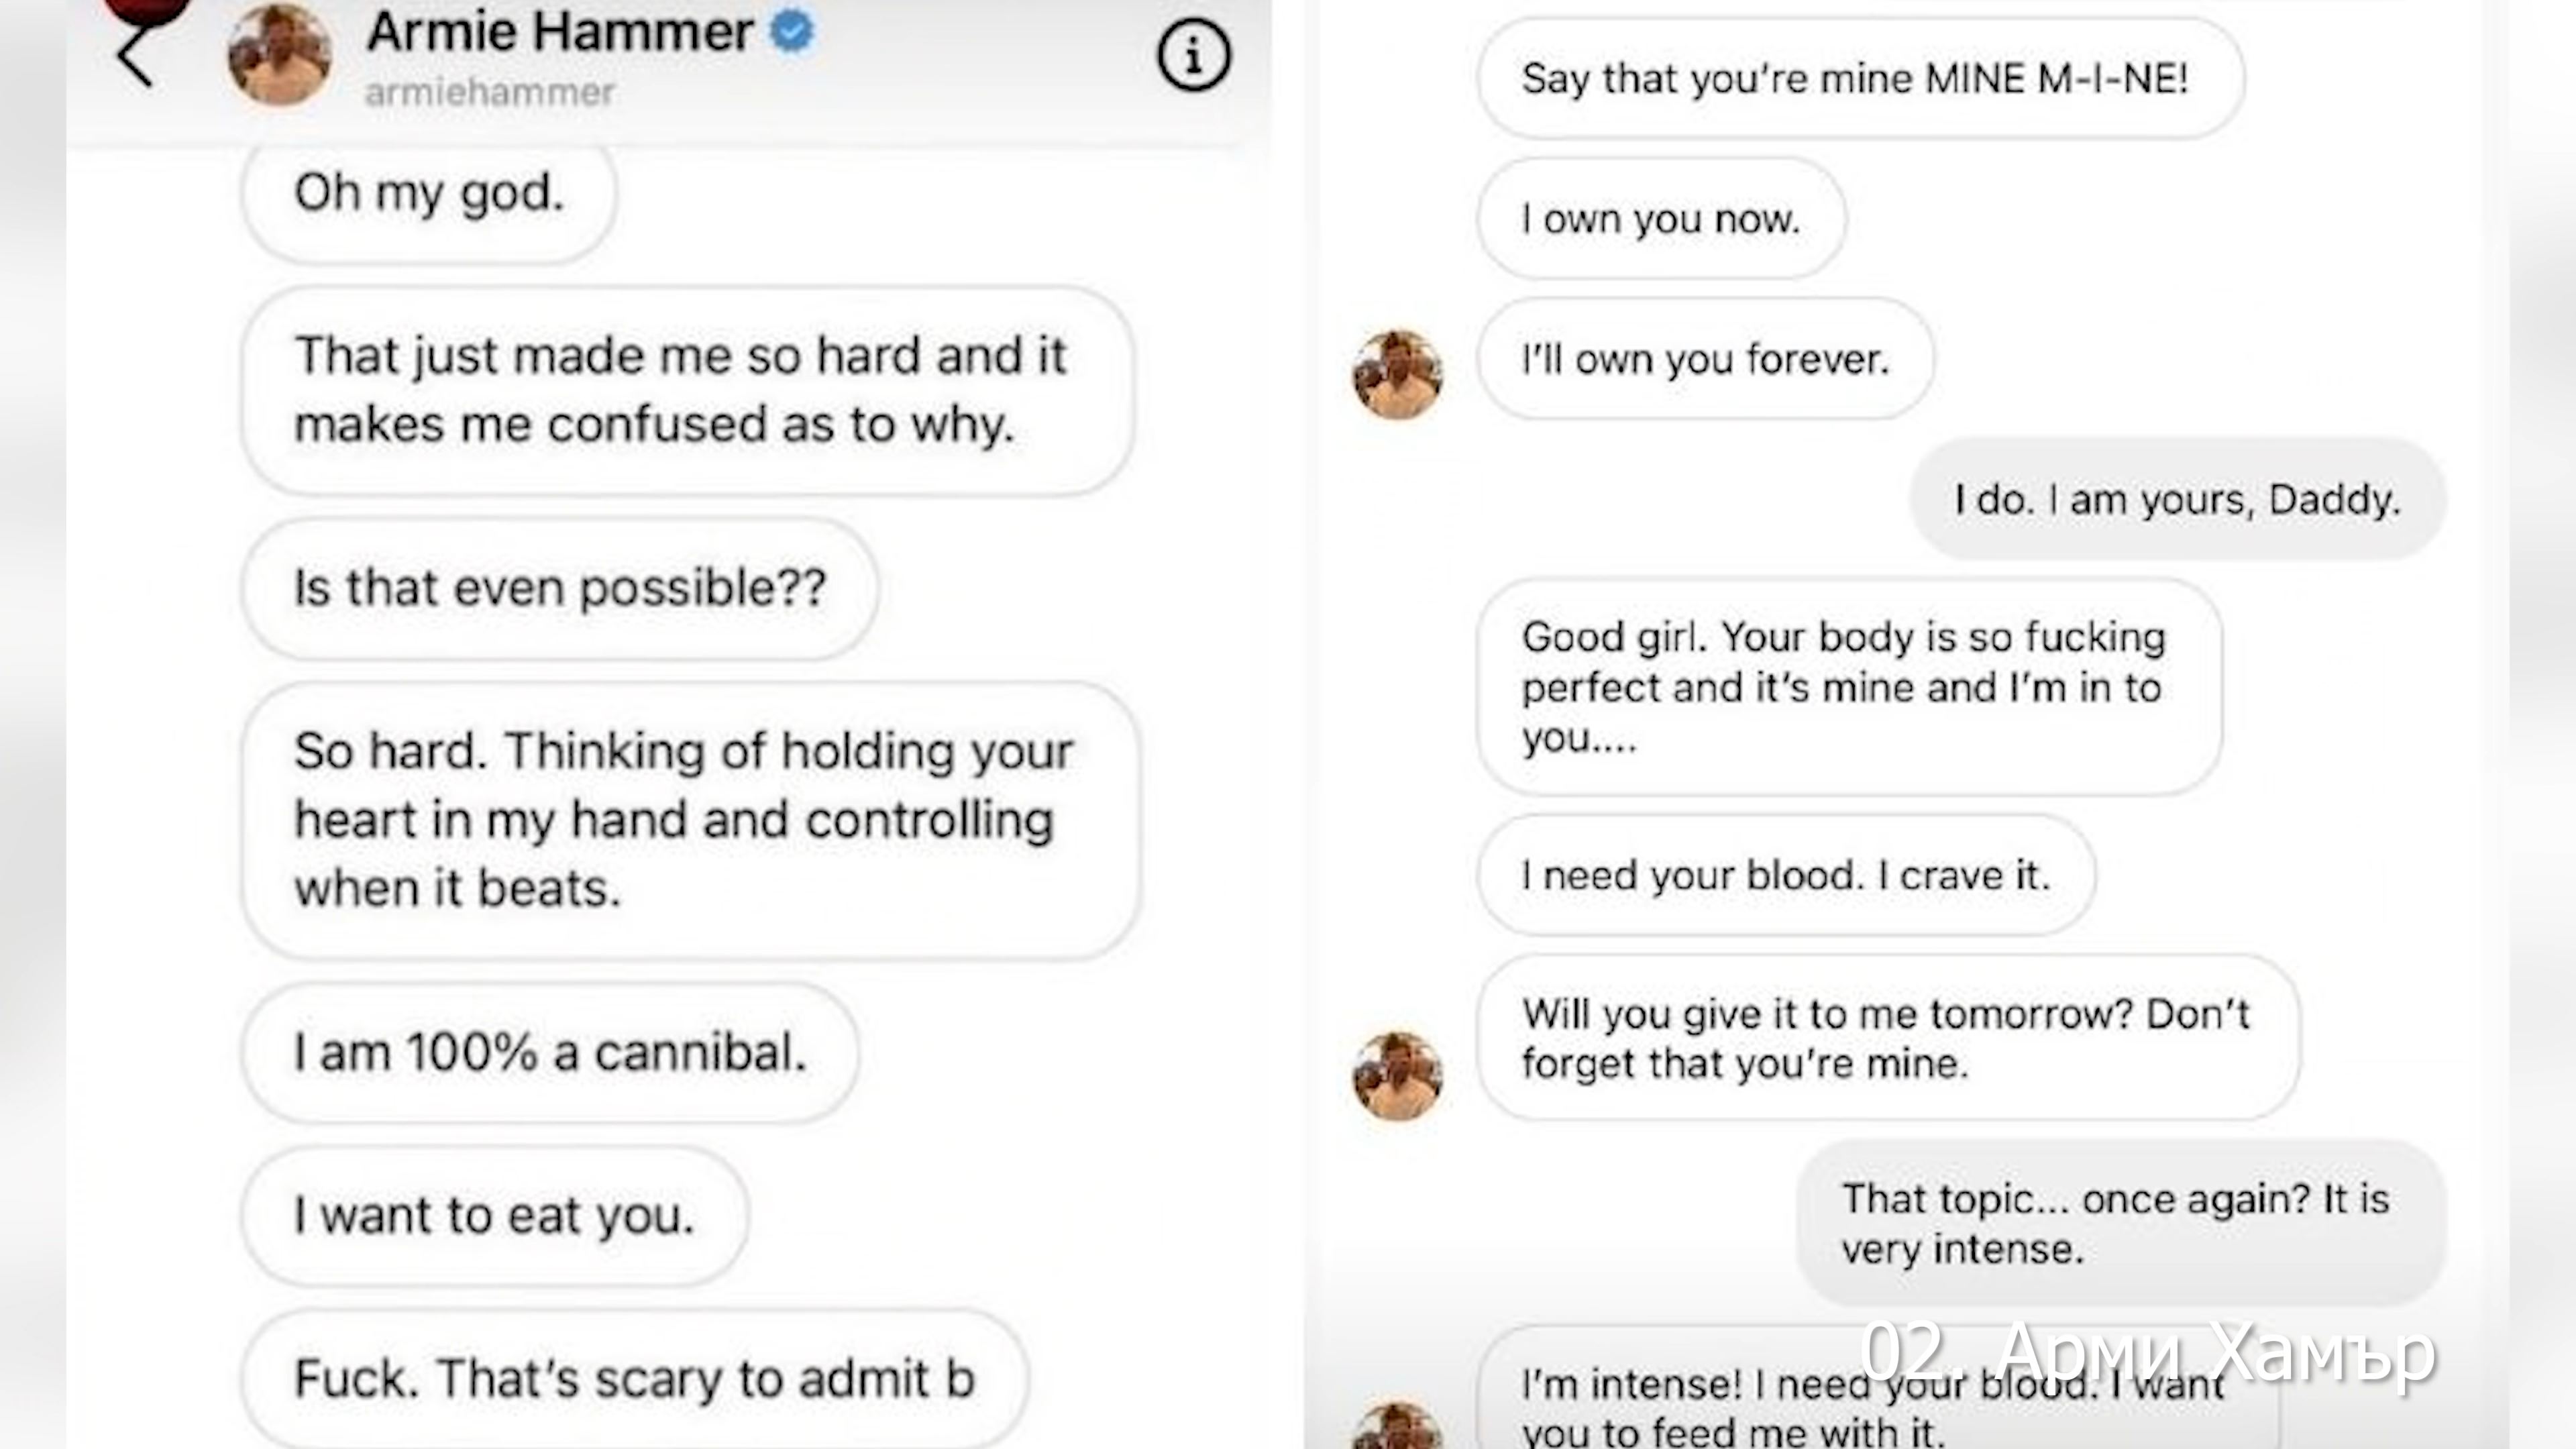 Armie Hammer
armiehammer
Oh my god.
That just made me so hard and it
makes me confused as to why.
Is that even possible??
So hard. Thinking of holding your
heart in my hand and controlling
when it beats.
I am 100% a cannibal.
I want to eat you.
Fuck. That's scary to admit b
Say that you're mine MINE M-I-NE!
I own you now.
I'll own you forever.
I do. I am yours, Daddy.
Good girl. Your body is so fucking
perfect and it's mine and I'm in to
you....
I need your blood. I crave it.
Will you give it to me tomorrow? Don't
forget that you're mine.
That topic... once again? It is
very intense.
I'm intense! I need your blood. I want
you to feed me with it.
02. Арми Хамър